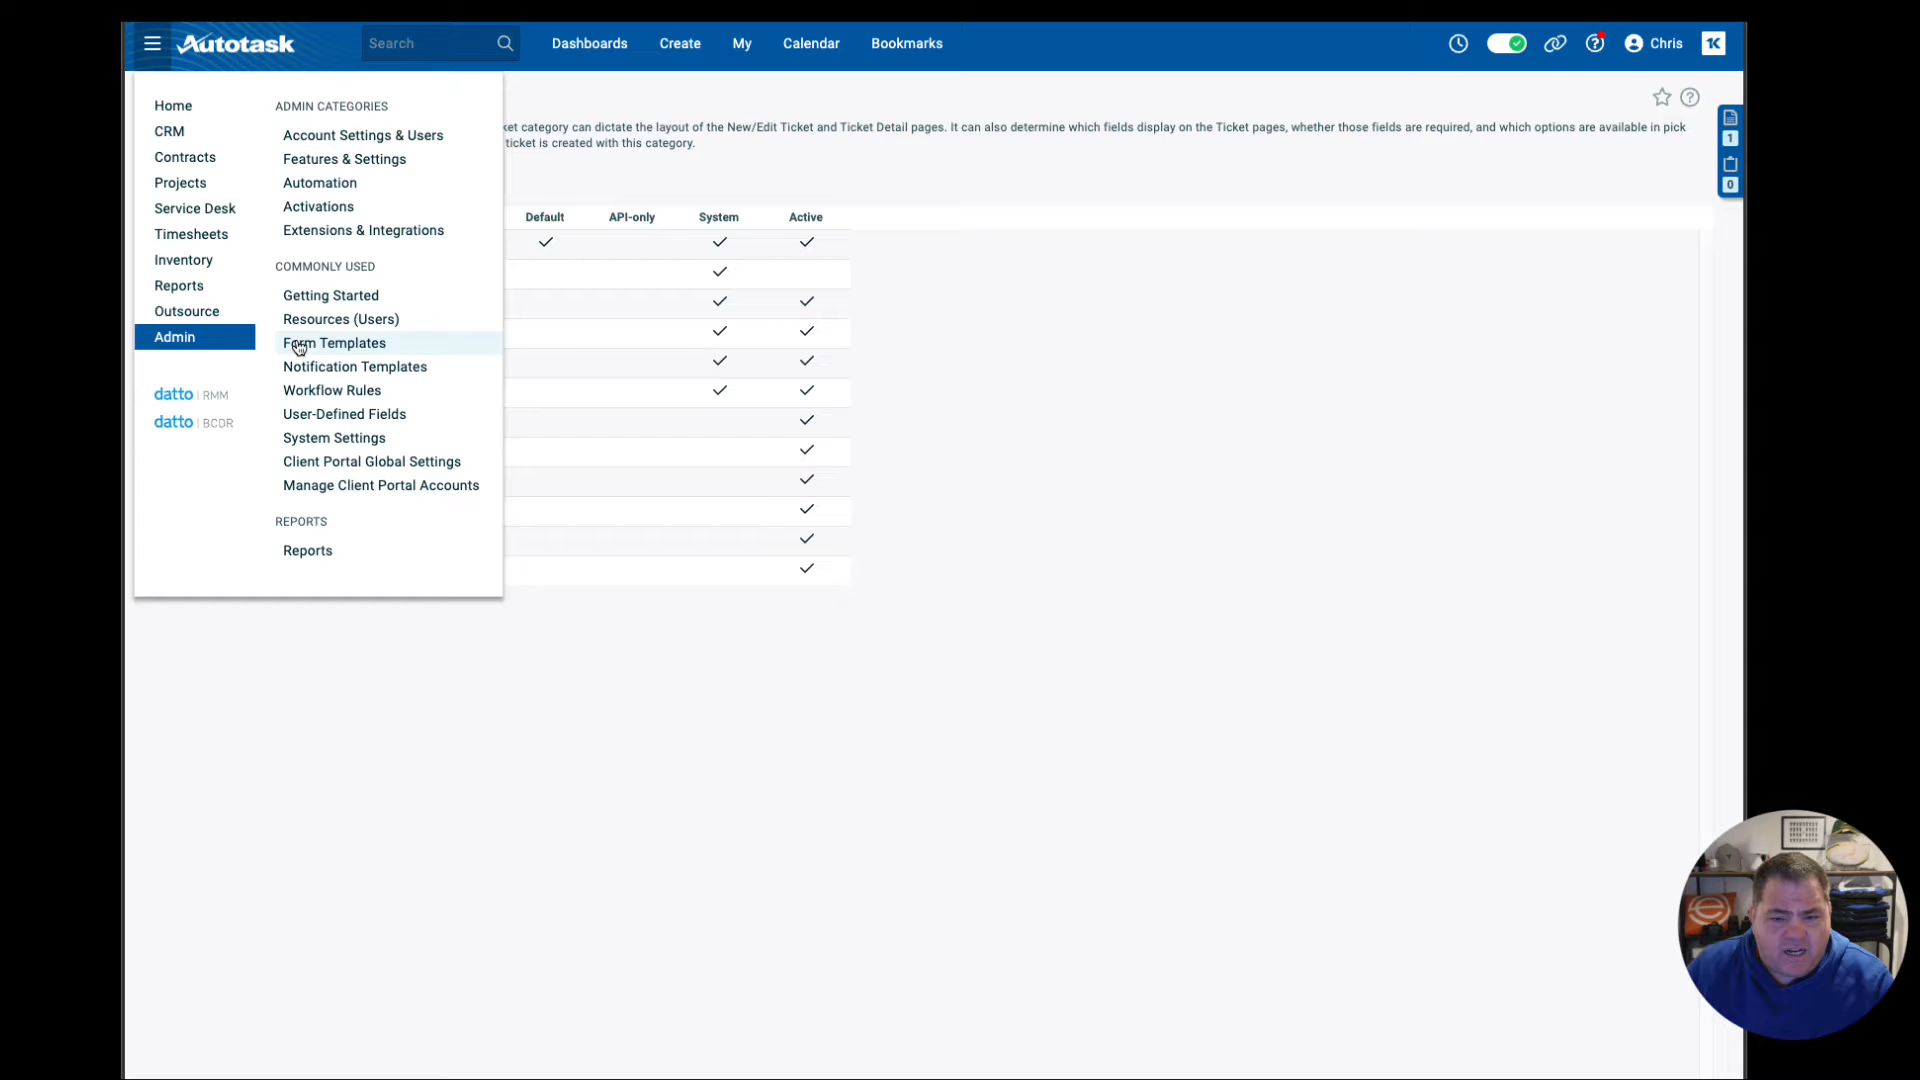 Autotask
Search
Dashboards
Create
My
Calendar
Bookmarks
Chris
Home
CRM
Contracts
Projects
Service Desk
Timesheets
Inventory
Reports
Outsource
Admin
datto | RMM
datto | BCDR
ADMIN CATEGORIES
Account Settings & Users
Features & Settings
Automation
Activations
Extensions & Integrations
COMMONLY USED
Getting Started
Resources (Users)
Form Templates
Notification Templates
Workflow Rules
User-Defined Fields
System Settings
Client Portal Global Settings
Manage Client Portal Accounts
REPORTS
Reports
ket category can dictate the layout of the New/Edit Ticket and Ticket Detail pages. It can also determine which fields display on the Ticket pages, whether those fields are required, and which options are available in pick
ticket is created with this category.
Default API-only System Active
1
0